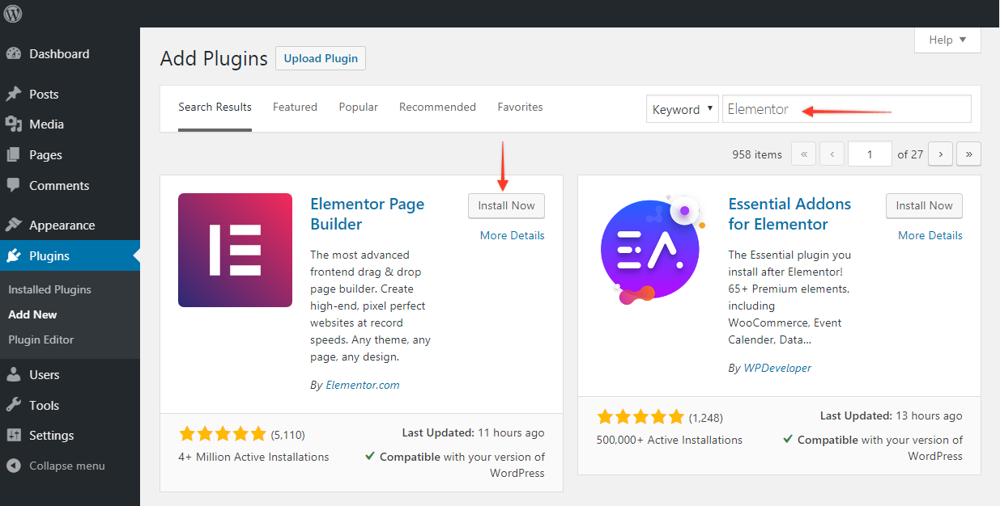 Help ▼
Dashboard
Posts
Media
Pages
Comments
Appearance
Plugins
Installed Plugins
Add New
Plugin Editor
Users
Tools
Settings
Collapse menu
Add Plugins Upload Plugin
Search Results Featured Popular Recommended Favorites Keyword ▾ Elementor
958 items « ‹ 1 of 27 › »
Elementor Page
Builder
Install Now
More Details
The most advanced
frontend drag & drop
page builder. Create
high-end, pixel perfect
websites at record
speeds. Any theme, any
page, any design.
By Elementor.com
(5,110)
4+ Million Active Installations
Last Updated: 11 hours ago
✔ Compatible with your version of
WordPress
Essential Addons
for Elementor
Install Now
More Details
The Essential plugin you
install after Elementor!
65+ Premium elements,
including
WooCommerce, Event
Calender, Data...
By WPDeveloper
(1,248)
500,000+ Active Installations
Last Updated: 13 hours ago
✔ Compatible with your version of
WordPress